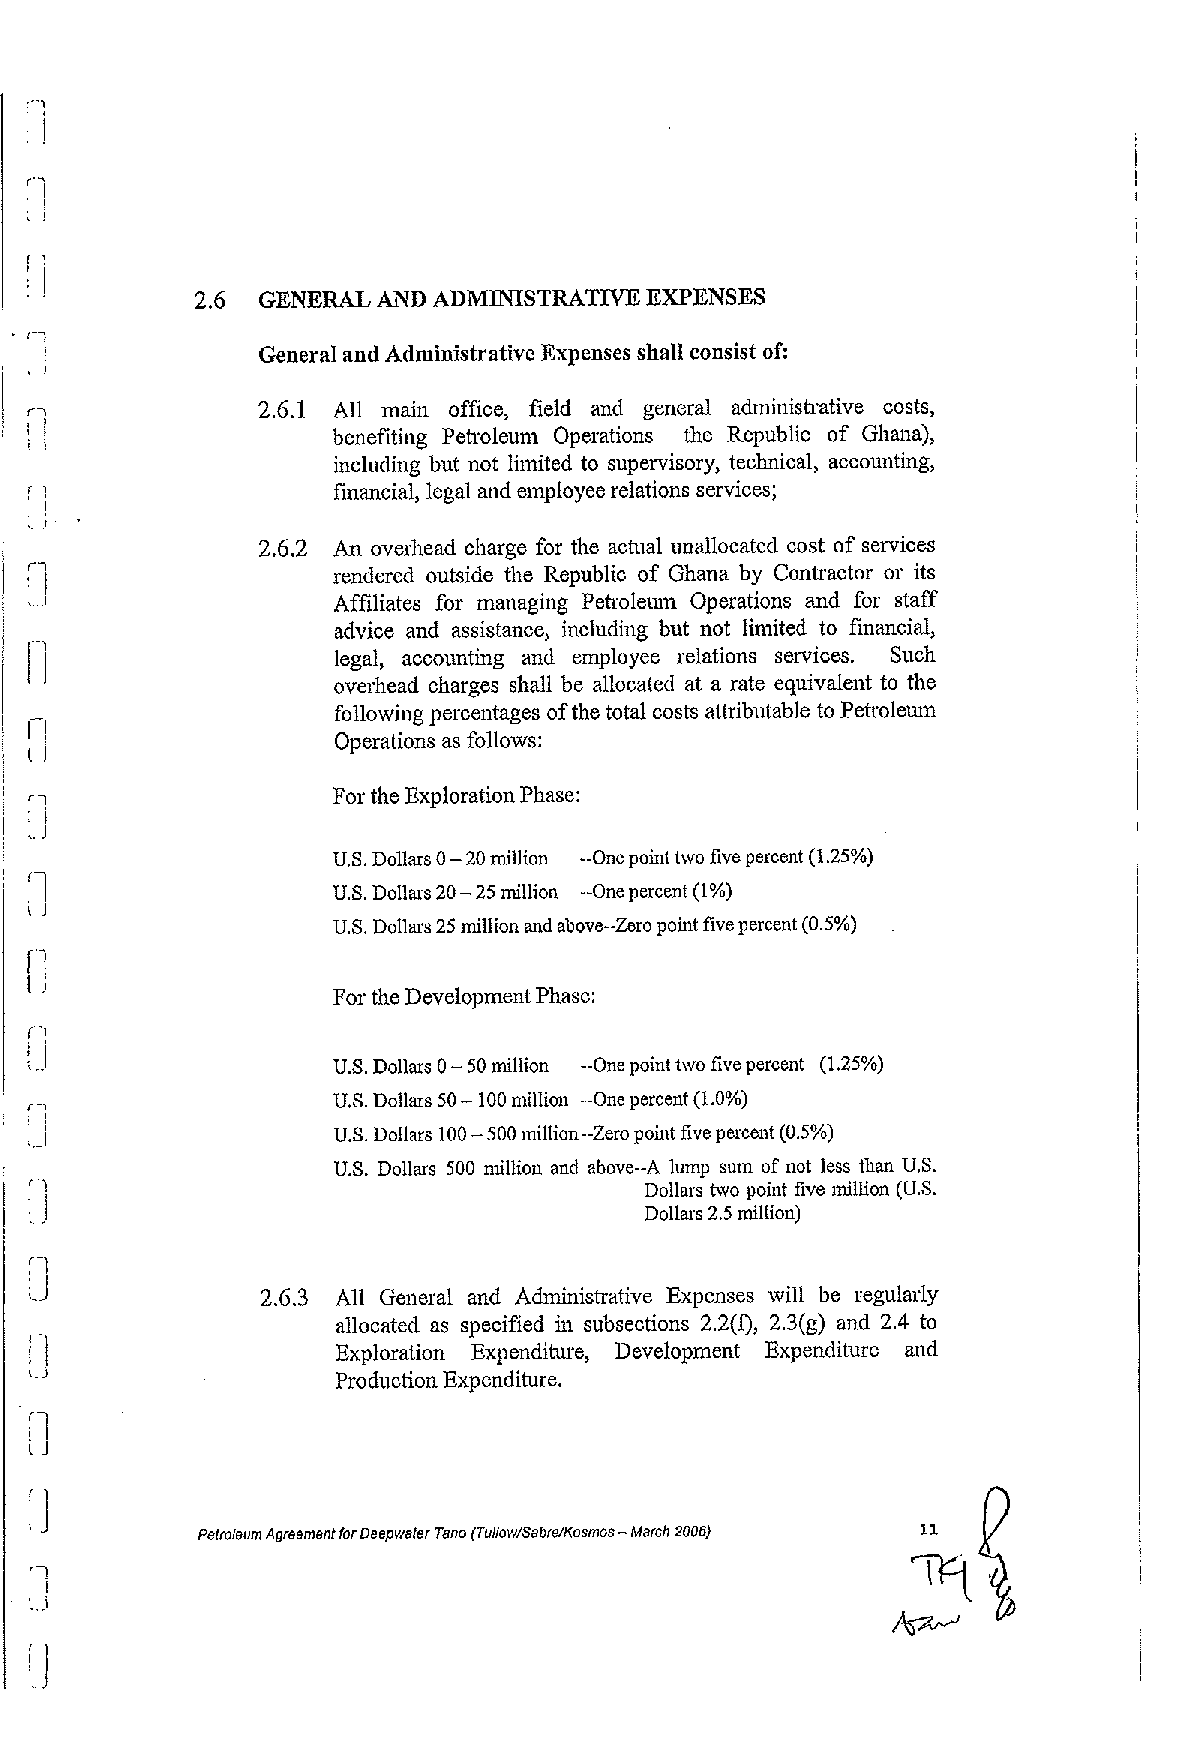 2.6 GENERAL AND ADMINISTRATIVE EXPENSES
General and Administrative Expenses shall consist of:
2.6.1 All main office, field and general administrative costs,
benefiting Petroleum Operations the Republic of Ghana),
including but not limited to supervisory, technical, accounting,
financial, legal and employee relations services;
2.6.2 An overhead charge for the actual unallocated cost of services
rendered outside the Republic of Ghana by Contractor or its
Affiliates for managing Petroleum Operations and for staff
advice and assistance, including but not limited to financial,
legal, accounting and employee relations services. Such
overhead charges shall be allocated at a rate equivalent to the
following percentages of the total costs attributable to Petroleum
Operations as follows:
For the Exploration Phase:
U.S. Dollars 0 – 20 million --One point two five percent (1.25%)
U.S. Dollars 20 – 25 million --One percent (1%)
U.S. Dollars 25 million and above--Zero point five percent (0.5%)
For the Development Phase:
U.S. Dollars 0 – 50 million --One point two five percent (1.25%)
U.S. Dollars 50 – 100 million --One percent (1.0%)
U.S. Dollars 100 – 500 million--Zero point five percent (0.5%)
U.S. Dollars 500 million and above--A lump sum of not less than U.S.
Dollars two point five million (U.S.
Dollars 2.5 million)
2.6.3 All General and Administrative Expenses will be regularly
allocated as specified in subsections 2.2(f), 2.3(g) and 2.4 to
Exploration Expenditure, Development Expenditure and
Production Expenditure.
Petroleum Agreement for Deepwater Tano (Tullow/Sabre/Kosmos – March 2006) 11